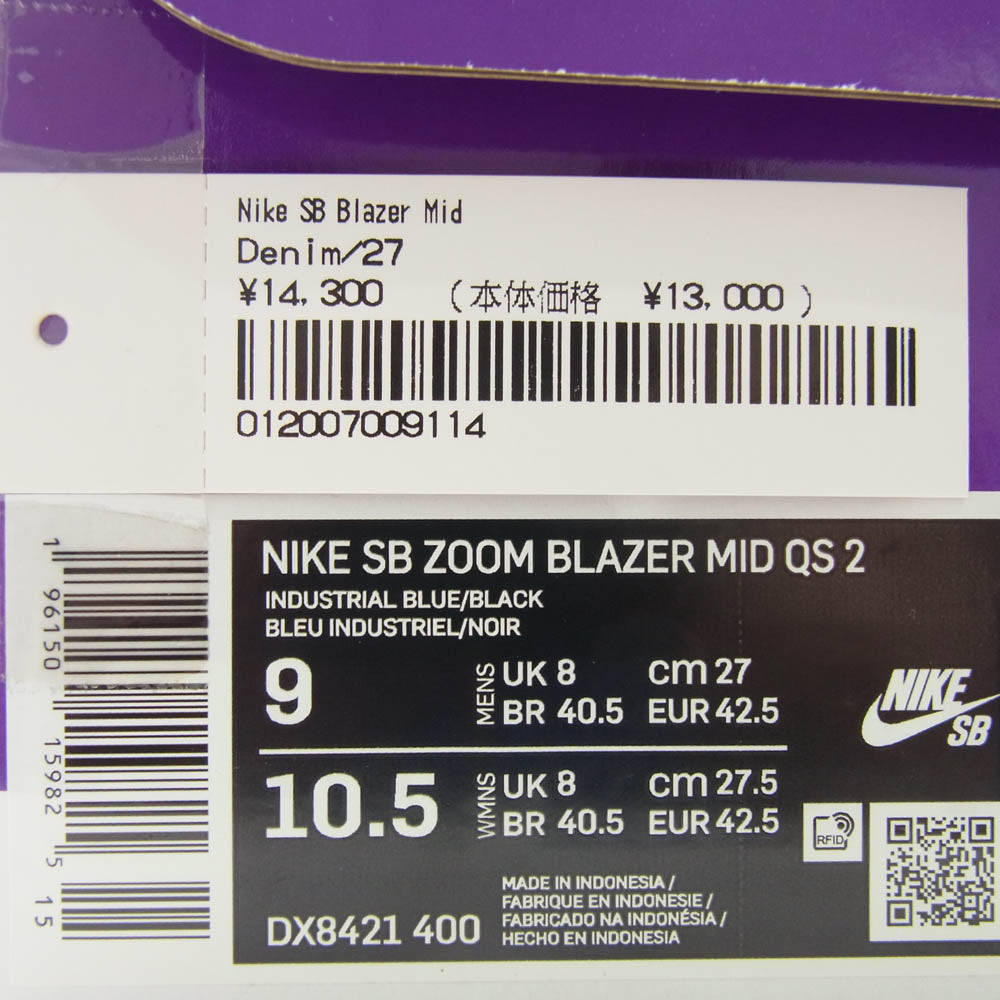 Nike SB Blazer Mid
Denim/27
¥14,300 (本体価格 ¥13,000)
012007009114
NIKE SB ZOOM BLAZER MID QS 2
INDUSTRIAL BLUE/BLACK
BLEU INDUSTRIEL/NOIR
9 MENS UK 8 cm 27
BR 40.5 EUR 42.5
10.5 WMNS UK 8 cm 27.5
BR 40.5 EUR 42.5
NIKE
SB
RFID
DX8421 400
MADE IN INDONESIA /
FABRIQUE EN INDONESIE /
FABRICADO NA INDONÉSIA /
HECHO EN INDONESIA
1 96150 15982 5 15